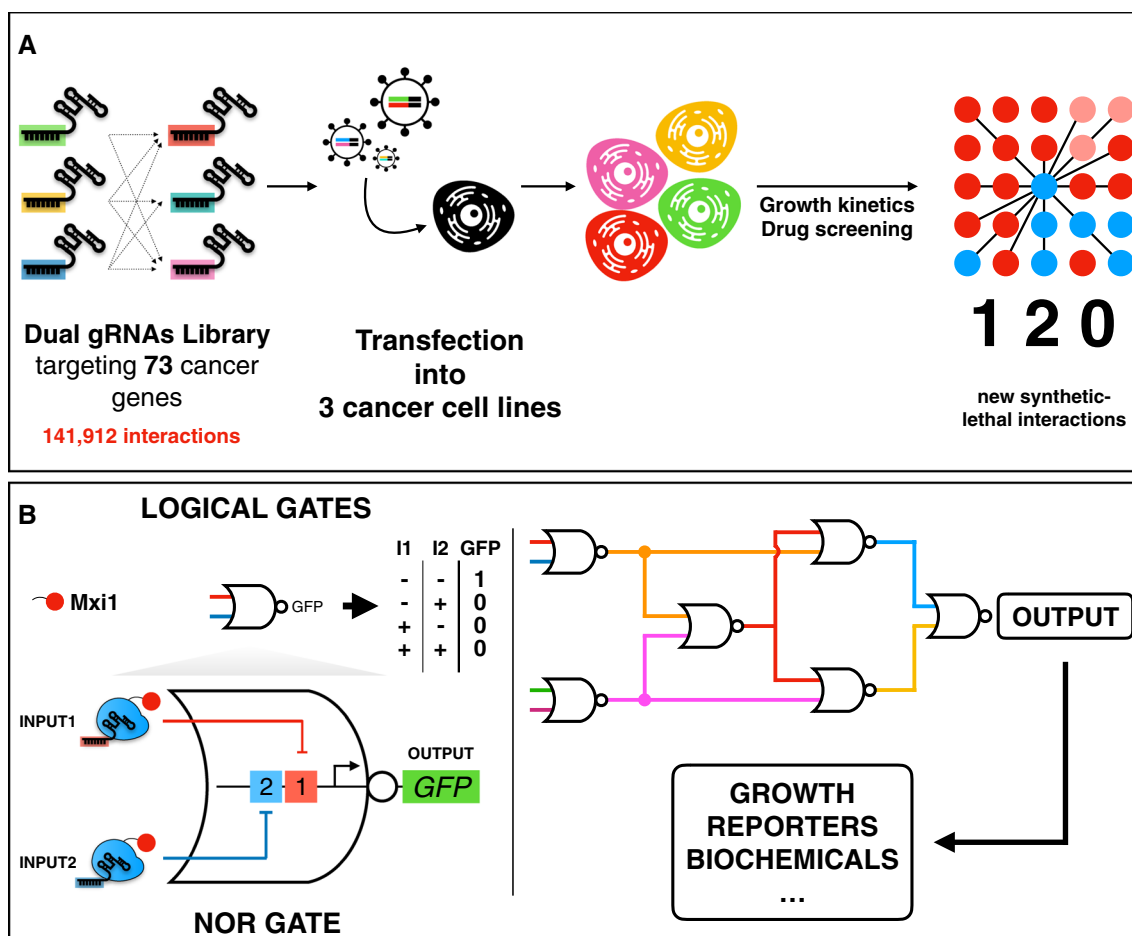 A
Dual gRNAs Library
targeting 73 cancer
genes
141,912 interactions
Transfection
into
3 cancer cell lines
Growth kinetics
Drug screening
1 2 0
new synthetic-
lethal interactions
B
LOGICAL GATES
Mxi1
GFP
I1 I2 GFP
- - 1
- + 0
+ - 0
+ + 0
INPUT1
INPUT2
2 1
OUTPUT
GFP
NOR GATE
OUTPUT
GROWTH
REPORTERS
BIOCHEMICALS
...